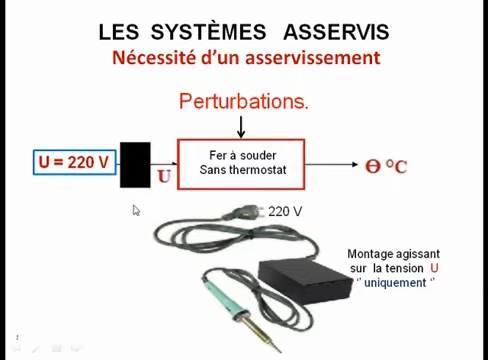 LES SYSTÈMES ASSERVIS
Nécessité d'un asservissement
Perturbations.
U = 220 V
U
Fer à souder
Sans thermostat
Ɵ °C
220 V
Montage agissant
sur la tension U
‘’ uniquement ‘’